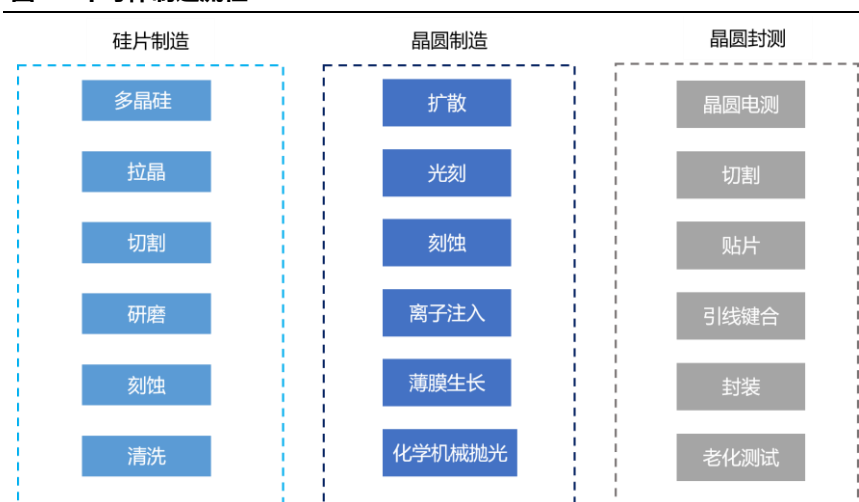 硅片制造
多晶硅
拉晶
切割
研磨
刻蚀
清洗
晶圆制造
扩散
光刻
刻蚀
离子注入
薄膜生长
化学机械抛光
晶圆封测
晶圆电测
切割
贴片
引线键合
封装
老化测试